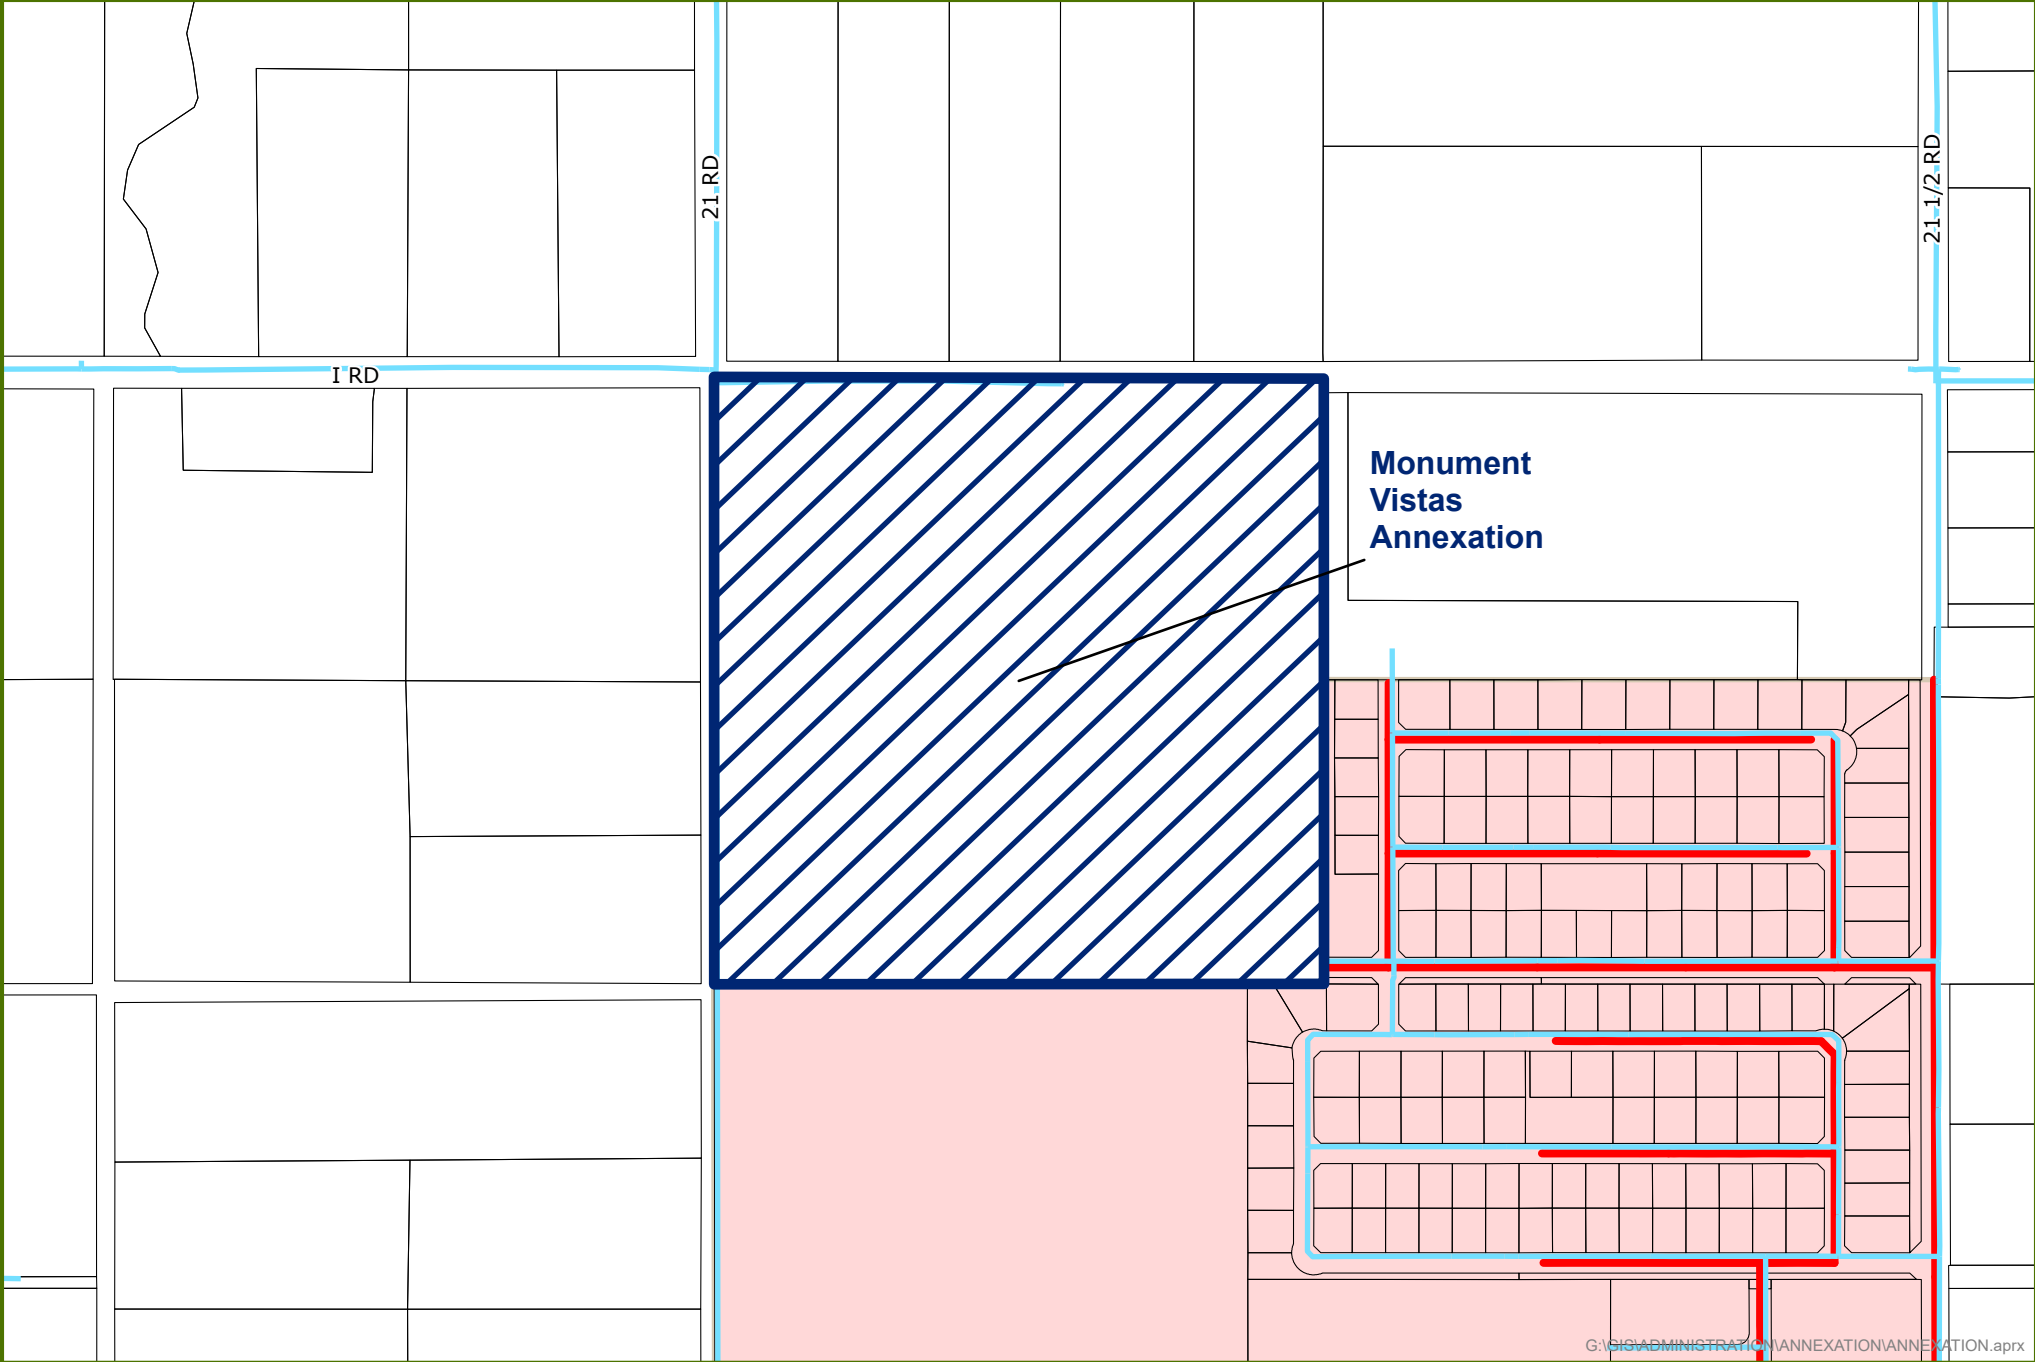 21 RD
21 1/2 RD
I RD
Monument
Vistas
Annexation
G:\GIS\ADMINISTRATION\ANNEXATION\ANNEXATION.aprx